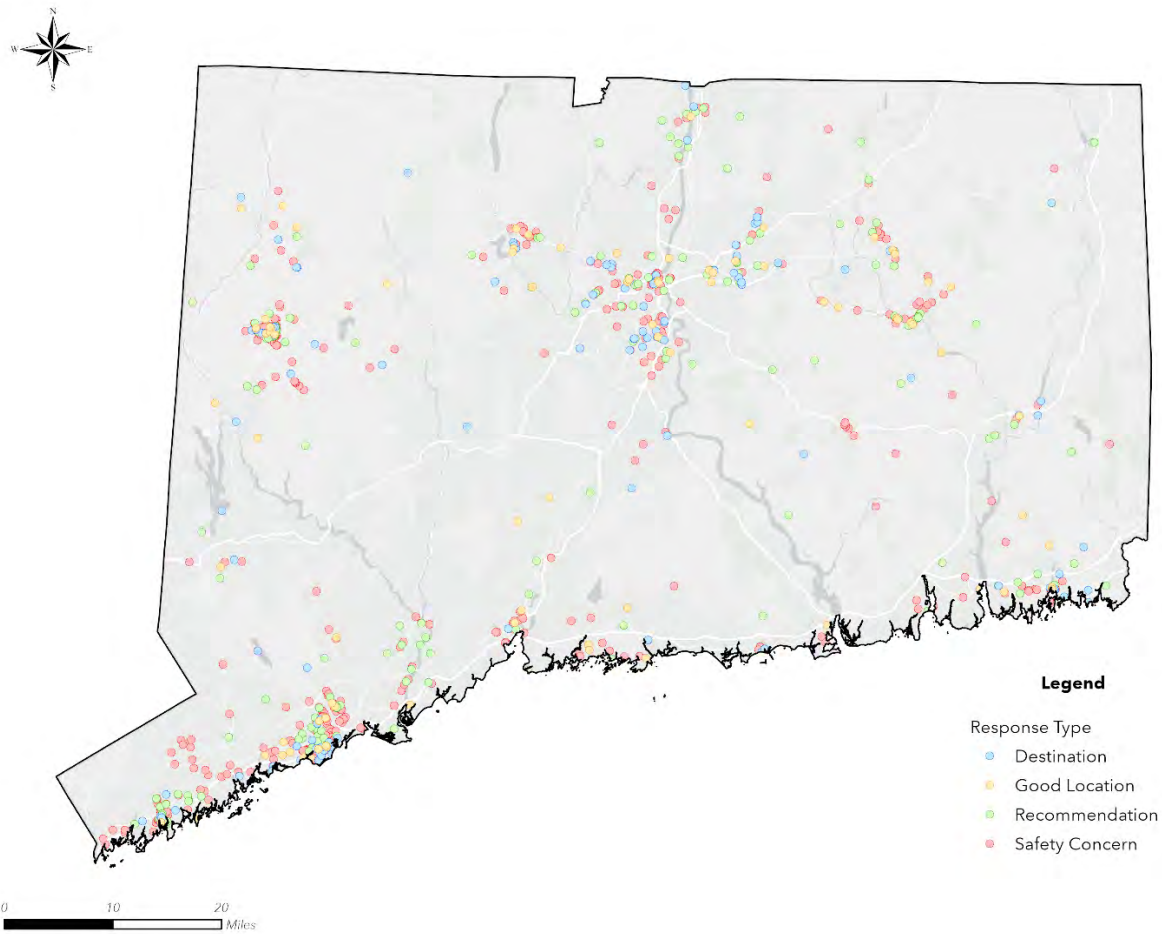 N
W E
S
Legend
Response Type
Destination
Good Location
Recommendation
Safety Concern
0 10 20
Miles